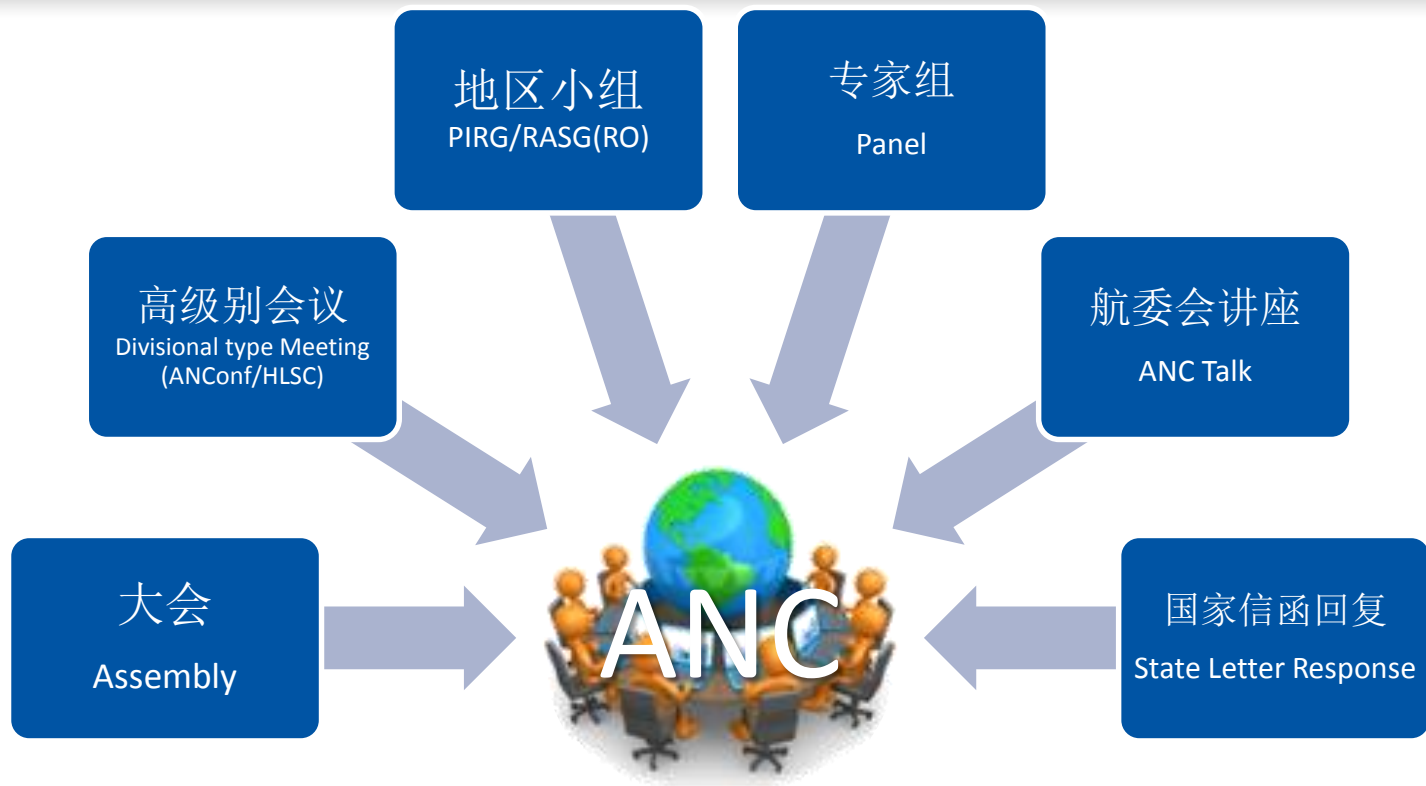 地区小组
PIRG/RASG(RO)
专家组
Panel
高级别会议
Divisional type Meeting
(ANConf/HLSC)
航委会讲座
ANC Talk
大会
Assembly
ANC
国家信函回复
State Letter Response